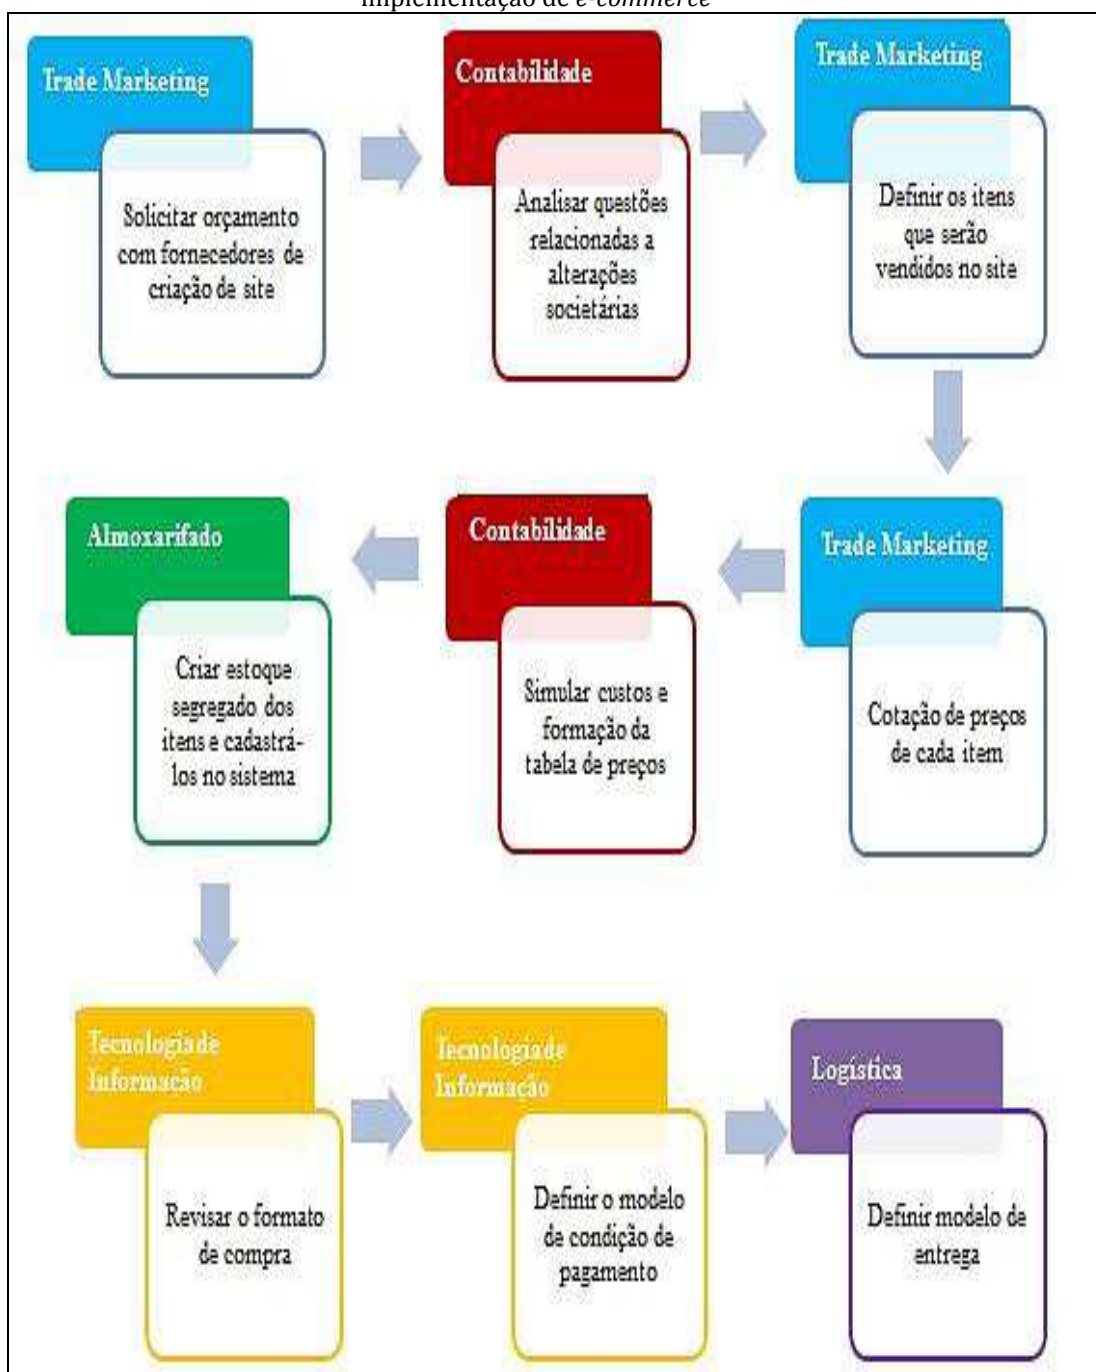 implementação de e-commerce
Trade Marketing
Solicitar orçamento
com fornecedores de
criação de site
Contabilidade
Analisar questões
relacionadas a
alterações
societárias
Trade Marketing
Definir os itens
que serão
vendidos no site
Trade Marketing
Cotação de preços
de cada item
Contabilidade
Simular custos e
formação da
tabela de preços
Almoxarifado
Criar estoque
segregado dos
itens e cadastrá-
los no sistema
Tecnologia de
Informação
Revisar o formato
de compra
Tecnologia de
Informação
Definir o modelo
de condição de
pagamento
Logística
Definir modelo de
entrega